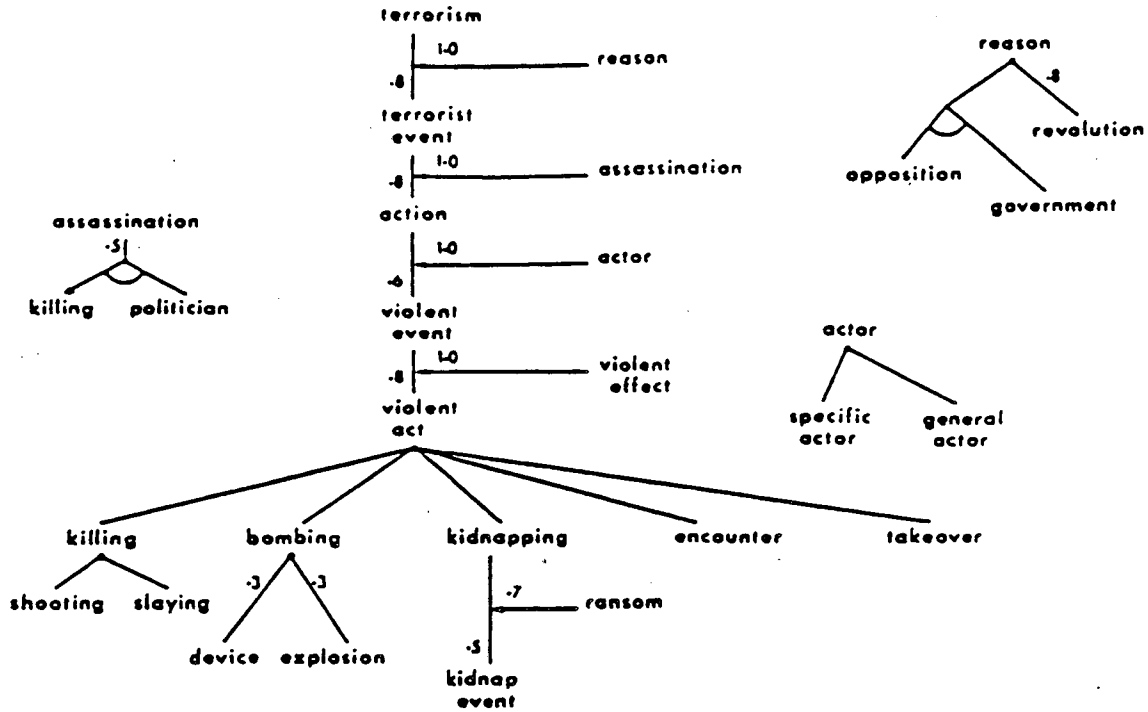 terrorism
1-0
reason
-8
terrorist
event
1-0
assassination
-8
action
1-0
actor
-6
violent
event
1-0
violent
effect
-8
violent
act
reason
-8
revalution
oppasition
government
assassination
-5
killing politician
actor
specific
actor
general
actor
killing bombing kidnapping encounter takeover
shooting slaying
-3 -3
device explosion
-7
ransom
-5
kidnap
event